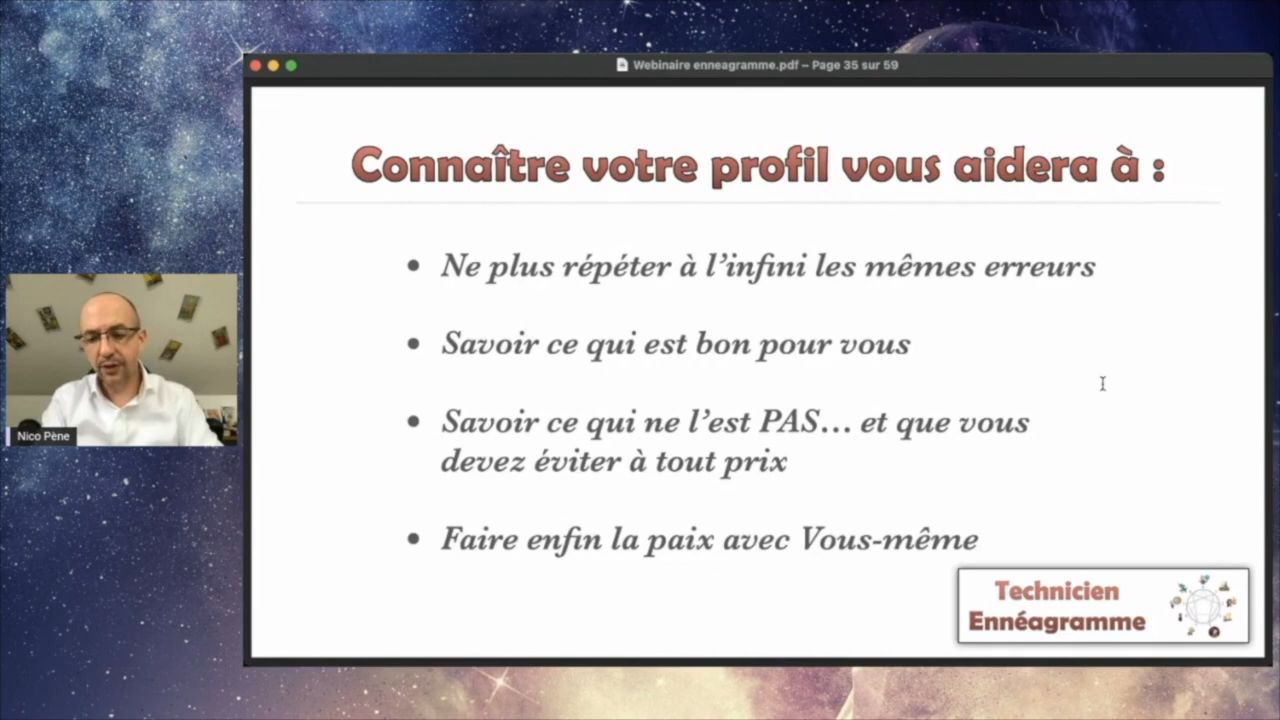 Webinaire enneagramme.pdf – Page 35 sur 59
Connaître votre profil vous aidera à :
• Ne plus répéter à l’infini les mêmes erreurs
• Savoir ce qui est bon pour vous
• Savoir ce qui ne l’est PAS… et que vous
devez éviter à tout prix
• Faire enfin la paix avec Vous-même
Nico Pène
Technicien
Ennéagramme